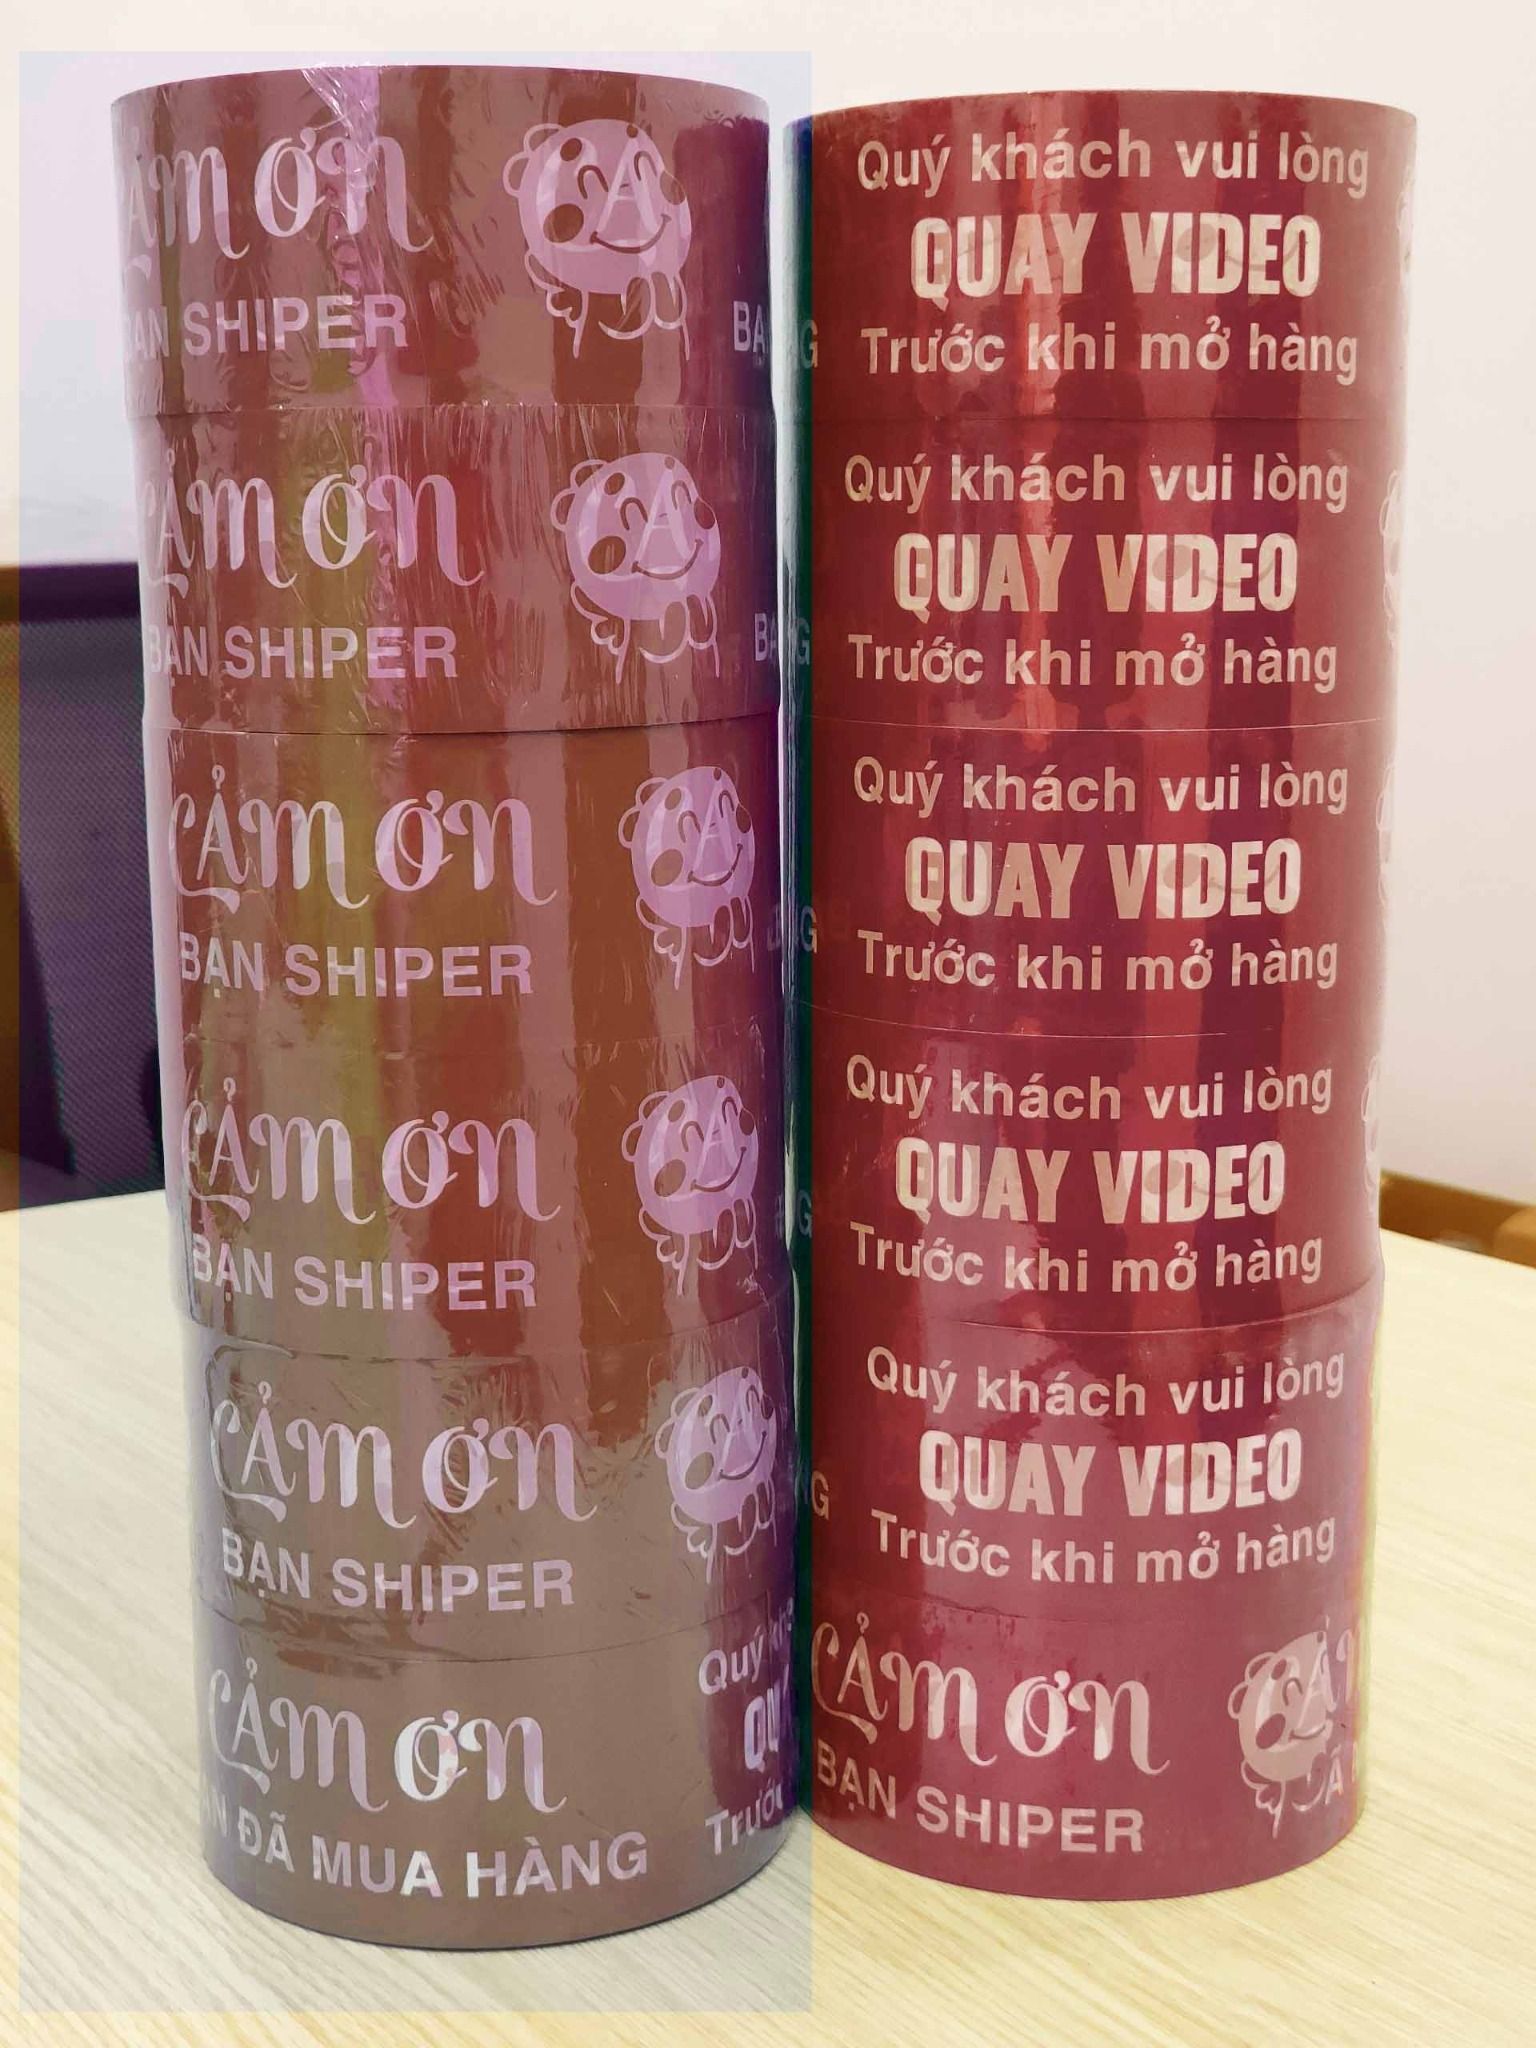 CẢM ƠN
BẠN SHIPER
CẢM ƠN
BẠN SHIPER
CẢM ƠN
BẠN SHIPER
CẢM ƠN
BẠN SHIPER
CẢM ƠN
BẠN SHIPER
CẢM ƠN
ĐÃ MUA HÀNG
Quý
Quý khách vui lòng
QUAY VIDEO
Trước khi mở hàng
Quý khách vui lòng
QUAY VIDEO
Trước khi mở hàng
Quý khách vui lòng
QUAY VIDEO
Trước khi mở hàng
Quý khách vui lòng
QUAY VIDEO
Trước khi mở hàng
Quý khách vui lòng
QUAY VIDEO
Trước khi mở hàng
CẢM ƠN
BẠN SHIPER